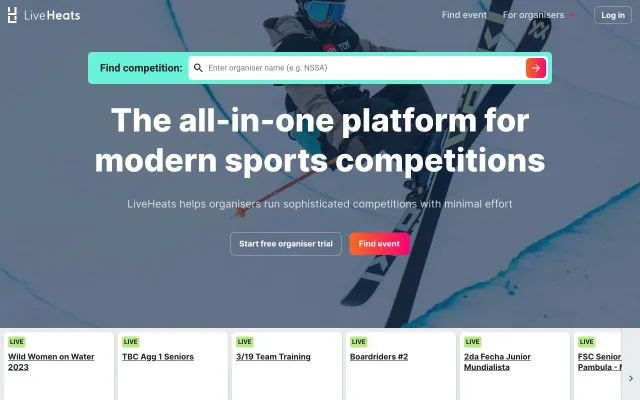 LiveHeats
Find event
For organisers
Log in
Find competition:
Enter organiser name (e.g. NSSA)
The all-in-one platform for
modern sports competitions
LiveHeats helps organisers run sophisticated competitions with minimal effort
Start free organiser trial
Find event
LIVE
Wild Women on Water
2023
LIVE
TBC Agg 1 Seniors
LIVE
3/19 Team Training
LIVE
Boardriders #2
LIVE
2da Fecha Junior
Mundialista
LIVE
FSC Senior
Pambula -